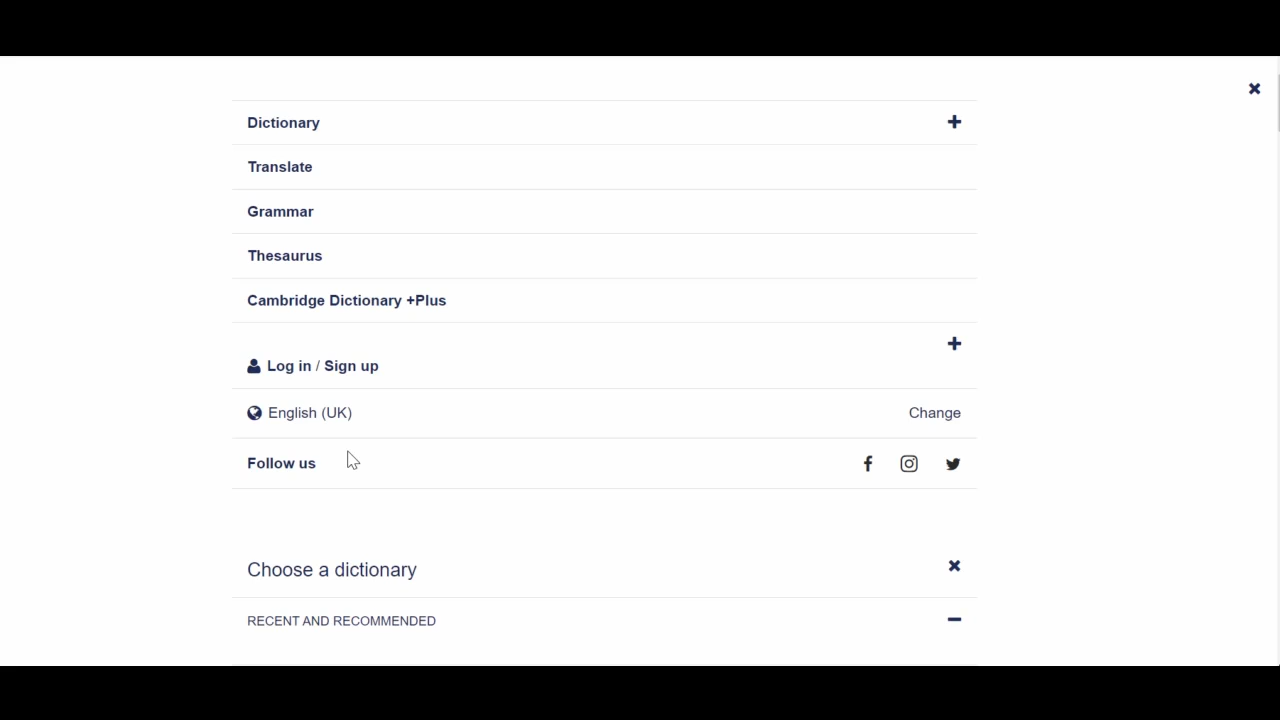 Dictionary
Translate
Grammar
Thesaurus
Cambridge Dictionary +Plus
Log in / Sign up
English (UK) Change
Follow us
Choose a dictionary
RECENT AND RECOMMENDED